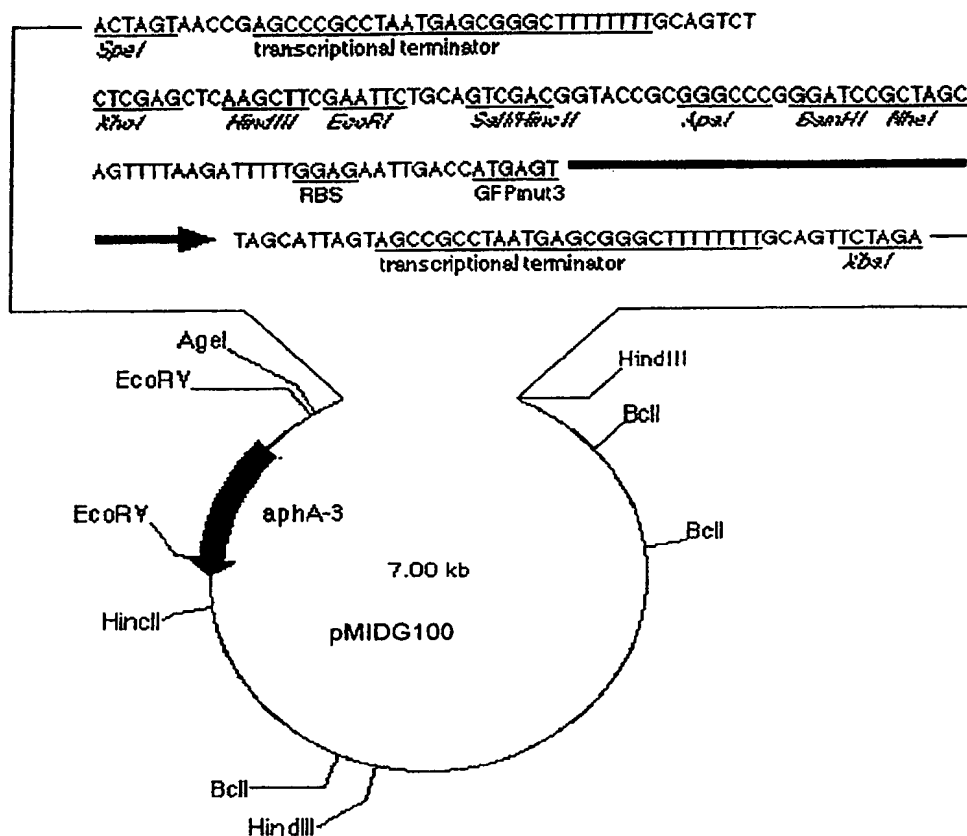 ACTAGTAACCGAGCCCGCCTAATGAGCGGGCTTTTTTTTGCAGTCT
SpeI transcriptional terminator
CTCGAGCTCAAGCTTCGAATTCTGCAGTCGACGGTACCGCGGGCCCGGGATCCGCTAGC
XhoI HindIII EcoRI SalI/HincII ApaI BamHI NheI
AGTTTTAAGATTTTTGGAGAATTGACCATGAGT
RBS GFPmut3
TAGCATTAGTAGCCGCCTAATGAGCGGGCTTTTTTTTGCAGTTCTAGA
transcriptional terminator XbaI
AgeI
HindIII
EcoRV
BclI
aphA-3
EcoRV
BclI
7.00 kb
HincII
pMIDG100
BclI
HindIII